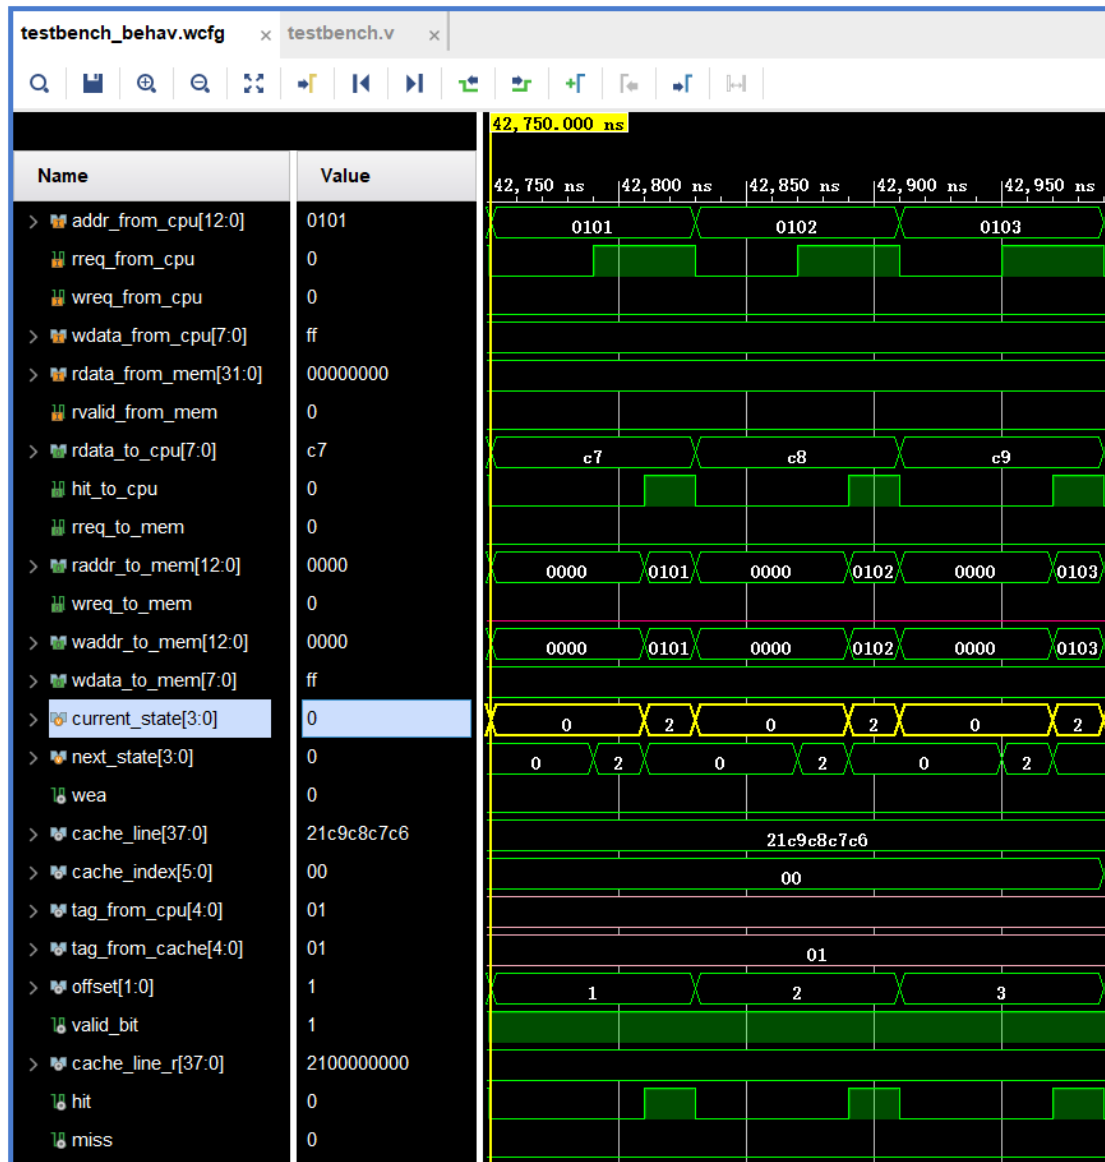 testbench_behav.wcfg × testbench.v ×
42,750.000 ns
Name Value 42,750 ns 42,800 ns 42,850 ns 42,900 ns 42,950 ns
addr_from_cpu[12:0] 0101 0101 0102 0103
rreq_from_cpu 0
wreq_from_cpu 0
wdata_from_cpu[7:0] ff
rdata_from_mem[31:0] 00000000
rvalid_from_mem 0
rdata_to_cpu[7:0] c7 c7 c8 c9
hit_to_cpu 0
rreq_to_mem 0
raddr_to_mem[12:0] 0000 0000 0101 0000 0102 0000 0103
wreq_to_mem 0
waddr_to_mem[12:0] 0000 0000 0101 0000 0102 0000 0103
wdata_to_mem[7:0] ff
current_state[3:0] 0 0 2 0 2 0 2
next_state[3:0] 0 0 2 0 2 0 2
wea 0
cache_line[37:0] 21c9c8c7c6 21c9c8c7c6
cache_index[5:0] 00 00
tag_from_cpu[4:0] 01
tag_from_cache[4:0] 01 01
offset[1:0] 1 1 2 3
valid_bit 1
cache_line_r[37:0] 2100000000
hit 0
miss 0